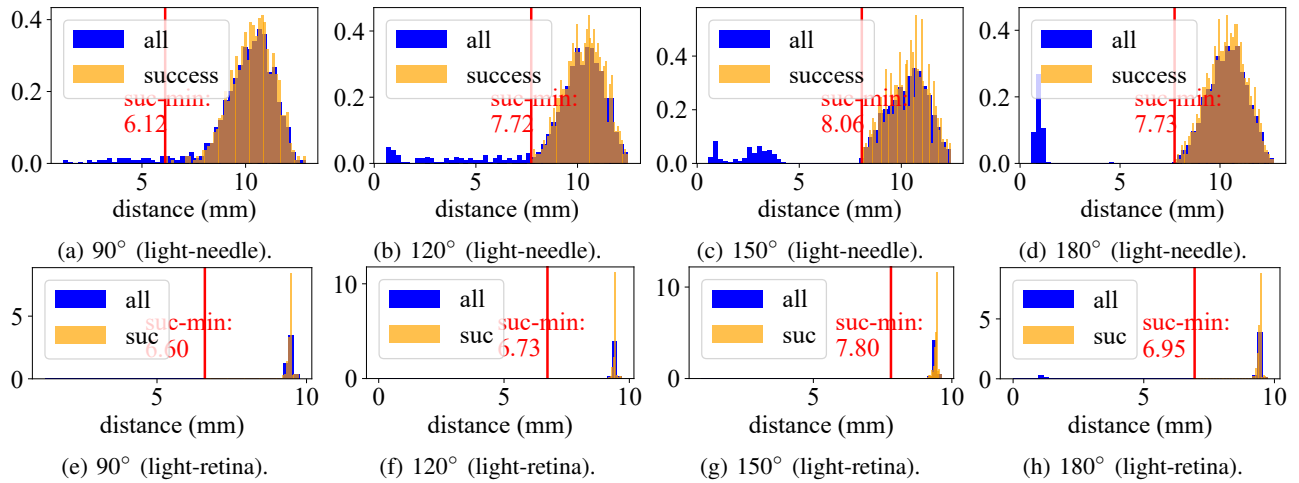 0.4
0.2
0.0
all
success
suc-min:
6.12
5
10
distance (mm)
(a) 90° (light-needle).
0.4
0.2
0.0
all
success
suc-min:
7.72
0
5
10
distance (mm)
(b) 120° (light-needle).
0.4
0.2
0.0
all
success
suc-min:
8.06
0
5
10
distance (mm)
(c) 150° (light-needle).
0.4
0.2
0.0
all
success
suc-min:
7.73
0
5
10
distance (mm)
(d) 180° (light-needle).
5
0
all
suc
suc-min:
6.60
5
10
distance (mm)
(e) 90° (light-retina).
10
0
all
suc
suc-min:
6.73
0
5
10
distance (mm)
(f) 120° (light-retina).
10
0
all
suc
suc-min:
7.80
5
10
distance (mm)
(g) 150° (light-retina).
5
0
all
suc
suc-min:
6.95
0
5
10
distance (mm)
(h) 180° (light-retina).